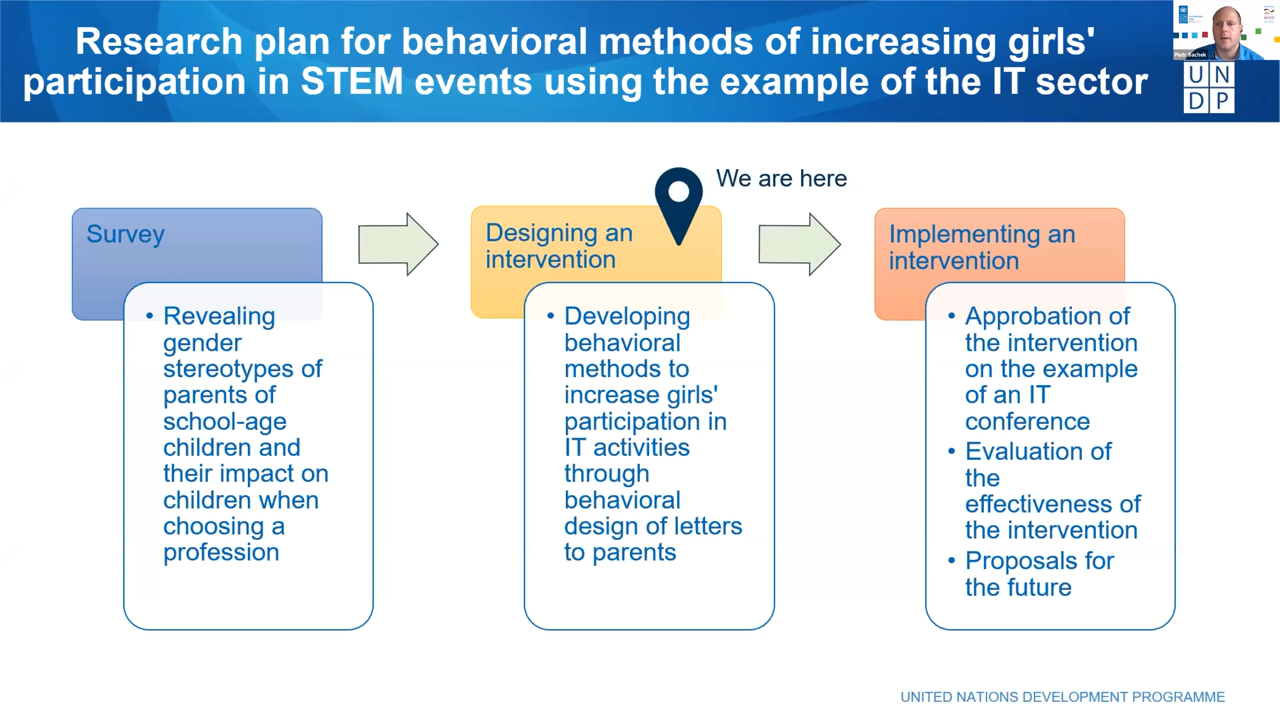 Research plan for behavioral methods of increasing girls'
participation in STEM events using the example of the IT sector
Piotr Sachek
U N
D P
We are here
Survey
• Revealing
gender
stereotypes of
parents of
school-age
children and
their impact on
children when
choosing a
profession
Designing an
intervention
• Developing
behavioral
methods to
increase girls'
participation in
IT activities
through
behavioral
design of letters
to parents
Implementing an
intervention
• Approbation of
the intervention
on the example
of an IT
conference
• Evaluation of
the
effectiveness of
the intervention
• Proposals for
the future
UNITED NATIONS DEVELOPMENT PROGRAMME